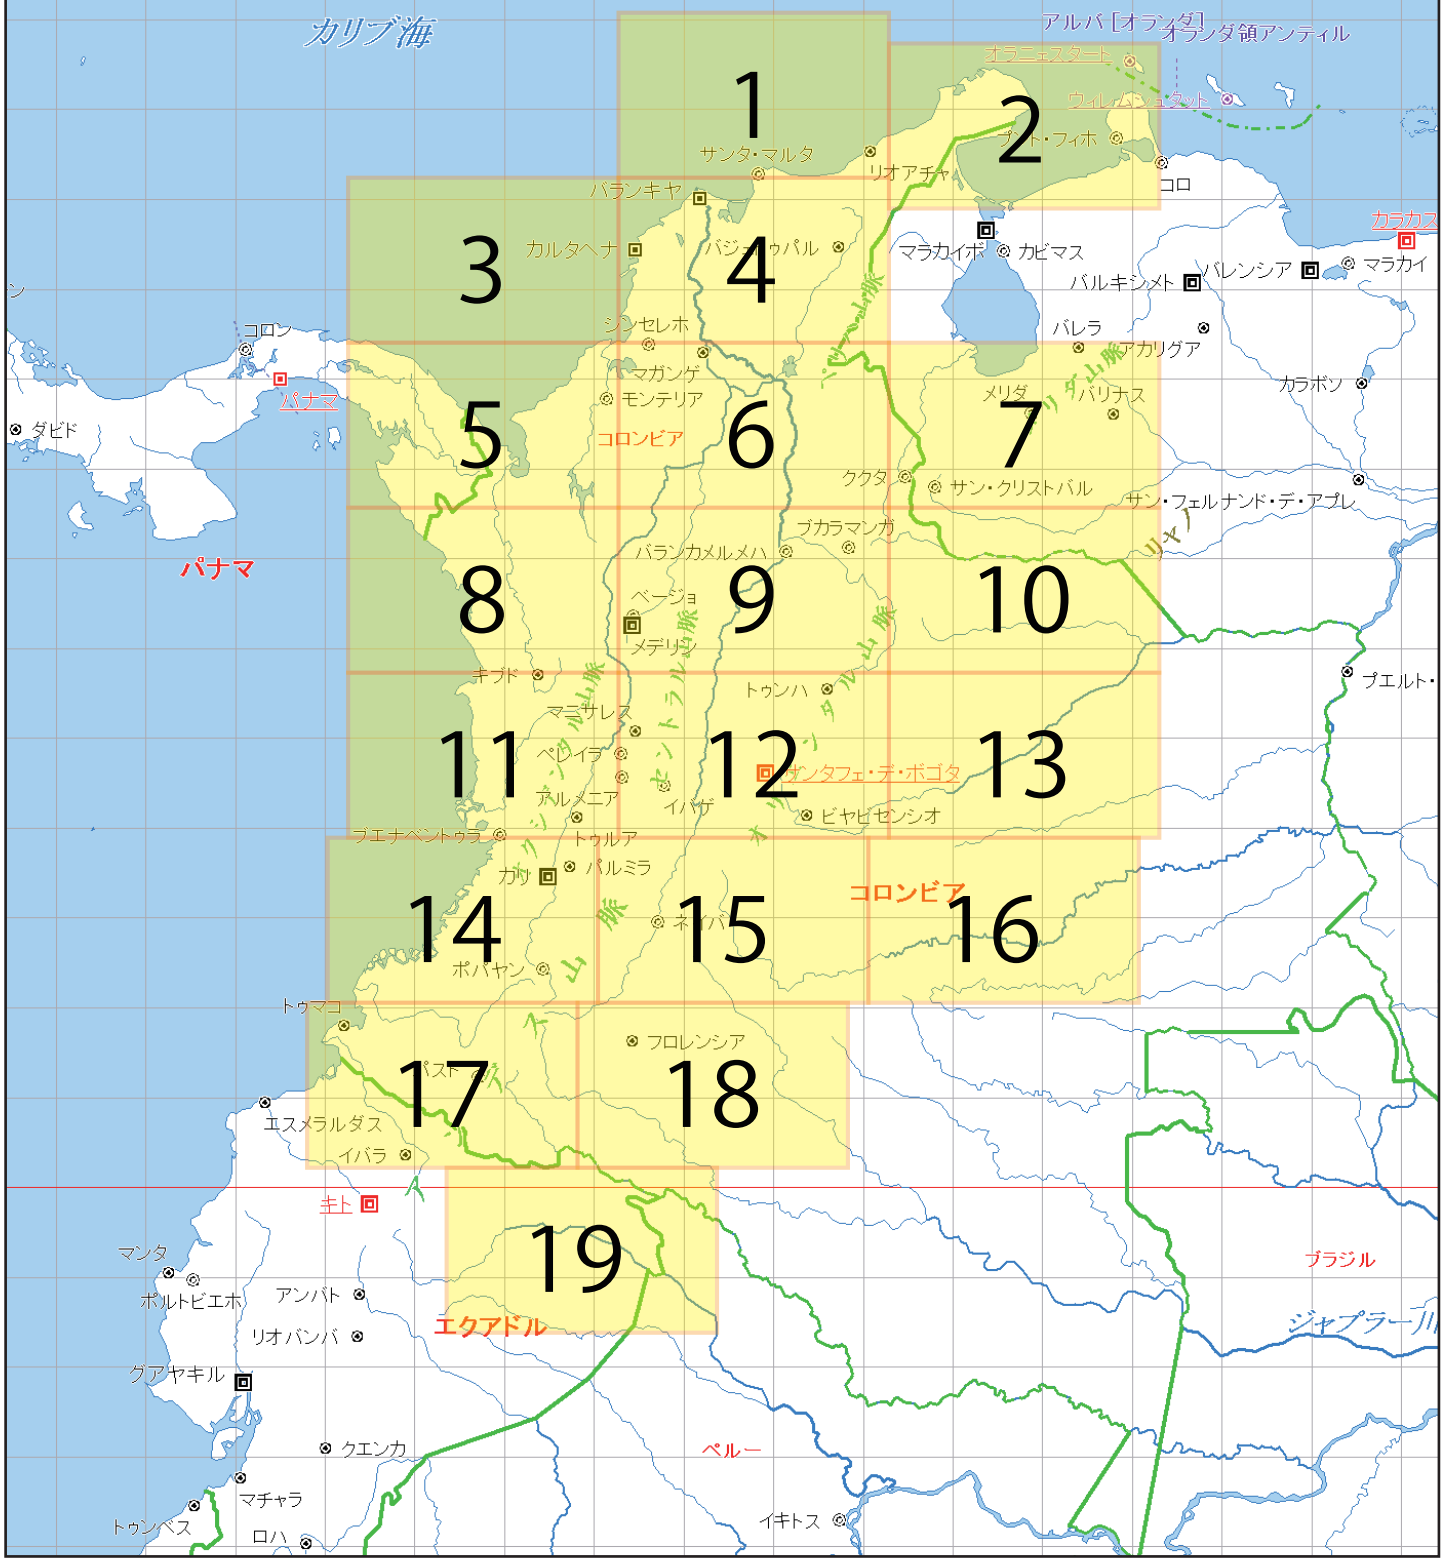 カリブ海
アルバ [オランダ]
オランダ領アンティル
オラニェスタート
1
2
ウィレムシュタット
プント・フィホ
サンタ・マルタ
リオアチャ
コロ
バランキヤ
カラカス
3
カルタヘナ
4
マラカイボ
カビマス
バルキシメト
バレンシア
マラカイ
ン
コロン
シンセレホ
バレラ
アカリグア
マガンゲ
パナマ
モンテリア
メリダ
バリナス
カラボソ
ダビド
5
コロンビア
6
7
ククタ
サン・クリストバル
サン・フェルナンド・デ・アプレ
ブカラマンガ
リャノ
バランカメルメハ
パナマ
8
ベージョ
9
10
メデリン
キブド
トゥンハ
プエルト・
マニサレス
11
ペレイラ
12
サンタフェ・デ・ボゴタ
13
アルメニア
イバゲ
ビヤビセンシオ
セントラル山脈
ブエナベントゥラ
トゥルア
カリ
パルミラ
コロンビア
14
ネイバ
15
16
ポパヤン
トゥマコ
フロレンシア
パスト
17
18
エスメラルダス
イバラ
キト
19
マンタ
ポルトビエホ
アンバト
ブラジル
リオバンバ
エクアドル
ジャプラー川
グアヤキル
クエンカ
ペルー
マチャラ
トゥンベス
ロハ
イキトス